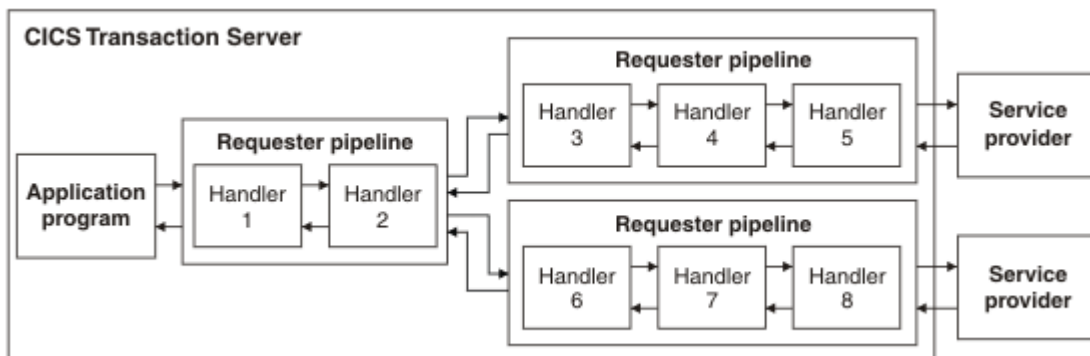 CICS Transaction Server
Requester pipeline
Handler
3
Handler
4
Handler
5
Service
provider
Requester pipeline
Handler
1
Handler
2
Application
program
Requester pipeline
Handler
6
Handler
7
Handler
8
Service
provider